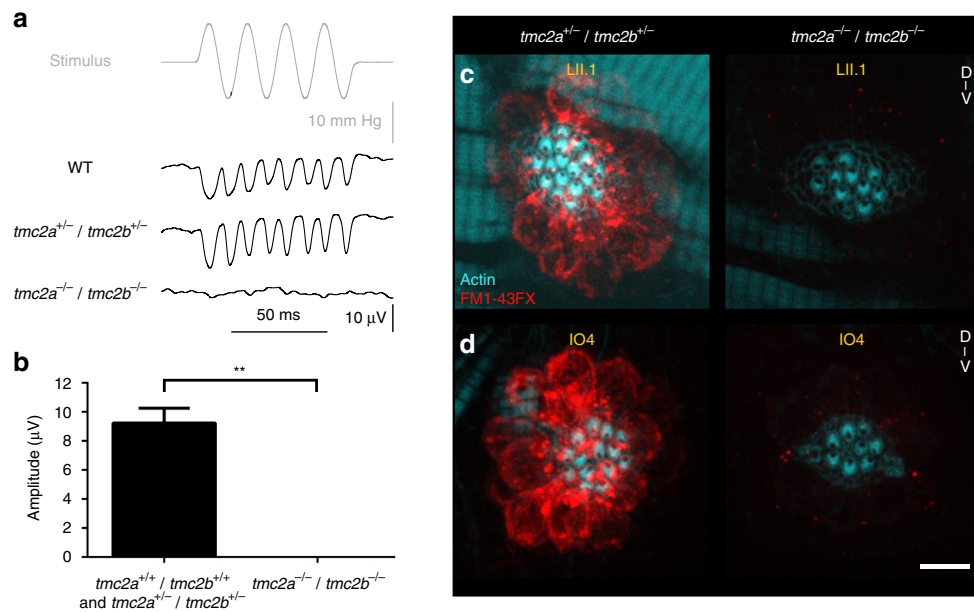 a
Stimulus
10 mm Hg
WT
tmc2a+/– / tmc2b+/–
tmc2a–/– / tmc2b–/–
50 ms
10 μV
b
**
Amplitude (μV)
12
10
8
6
4
2
0
tmc2a+/+ / tmc2b+/+
and tmc2a+/– / tmc2b+/–
tmc2a–/– / tmc2b–/–
tmc2a+/– / tmc2b+/–
tmc2a–/– / tmc2b–/–
c
LII.1
LII.1
D–V
Actin
FM1-43FX
d
IO4
IO4
D–V